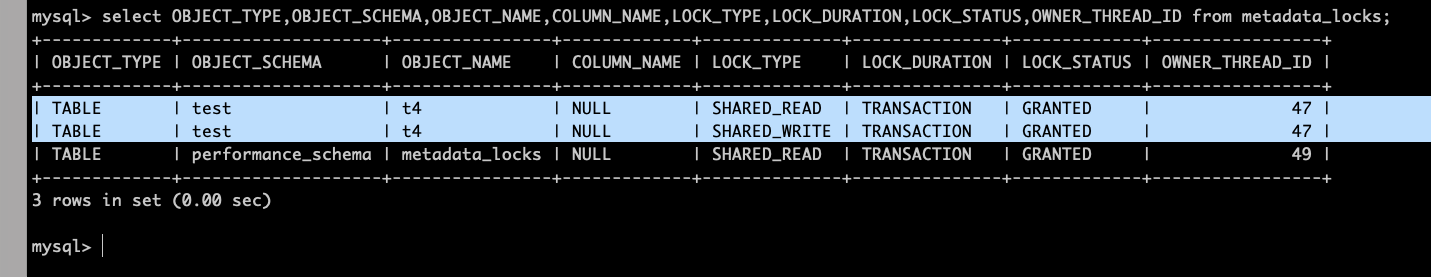 mysql> select OBJECT_TYPE,OBJECT_SCHEMA,OBJECT_NAME,COLUMN_NAME,LOCK_TYPE,LOCK_DURATION,LOCK_STATUS,OWNER_THREAD_ID from metadata_locks;
+-------------+--------------------+----------------+-------------+--------------+---------------+-------------+-----------------+
| OBJECT_TYPE | OBJECT_SCHEMA      | OBJECT_NAME    | COLUMN_NAME | LOCK_TYPE    | LOCK_DURATION | LOCK_STATUS | OWNER_THREAD_ID |
+-------------+--------------------+----------------+-------------+--------------+---------------+-------------+-----------------+
| TABLE       | test               | t4             | NULL        | SHARED_READ  | TRANSACTION   | GRANTED     |              47 |
| TABLE       | test               | t4             | NULL        | SHARED_WRITE | TRANSACTION   | GRANTED     |              47 |
| TABLE       | performance_schema | metadata_locks | NULL        | SHARED_READ  | TRANSACTION   | GRANTED     |              49 |
+-------------+--------------------+----------------+-------------+--------------+---------------+-------------+-----------------+
3 rows in set (0.00 sec)
mysql>